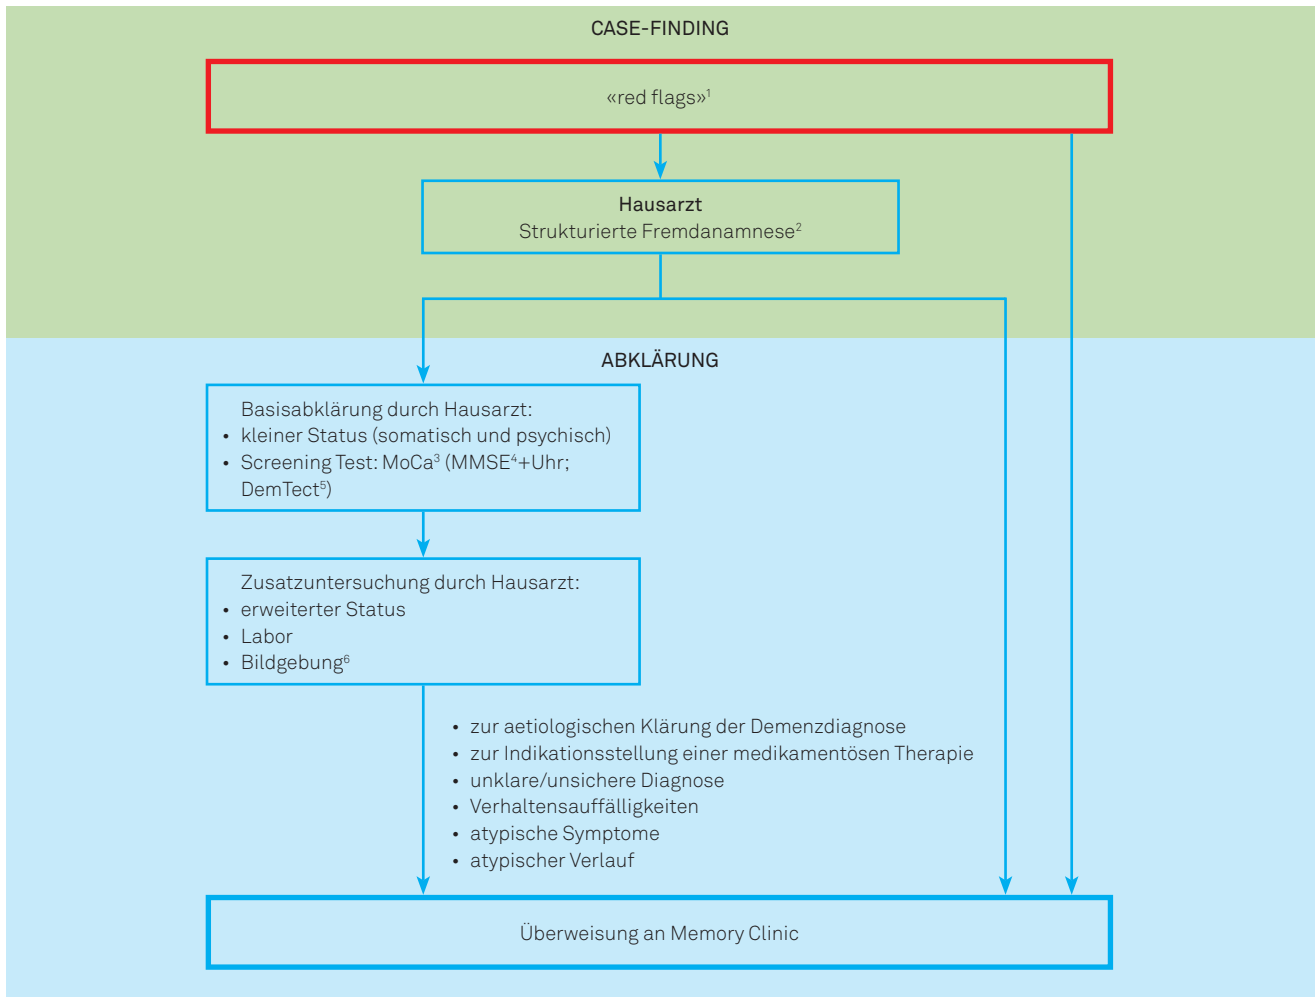 CASE-FINDING
«red flags»¹
Hausarzt
Strukturierte Fremdanamnese²
ABKLÄRUNG
Basisabklärung durch Hausarzt:
• kleiner Status (somatisch und psychisch)
• Screening Test: MoCa³ (MMSE⁴+Uhr;
DemTect⁵)
Zusatzuntersuchung durch Hausarzt:
• erweiterter Status
• Labor
• Bildgebung⁶
• zur aetiologischen Klärung der Demenzdiagnose
• zur Indikationsstellung einer medikamentösen Therapie
• unklare/unsichere Diagnose
• Verhaltensauffälligkeiten
• atypische Symptome
• atypischer Verlauf
Überweisung an Memory Clinic